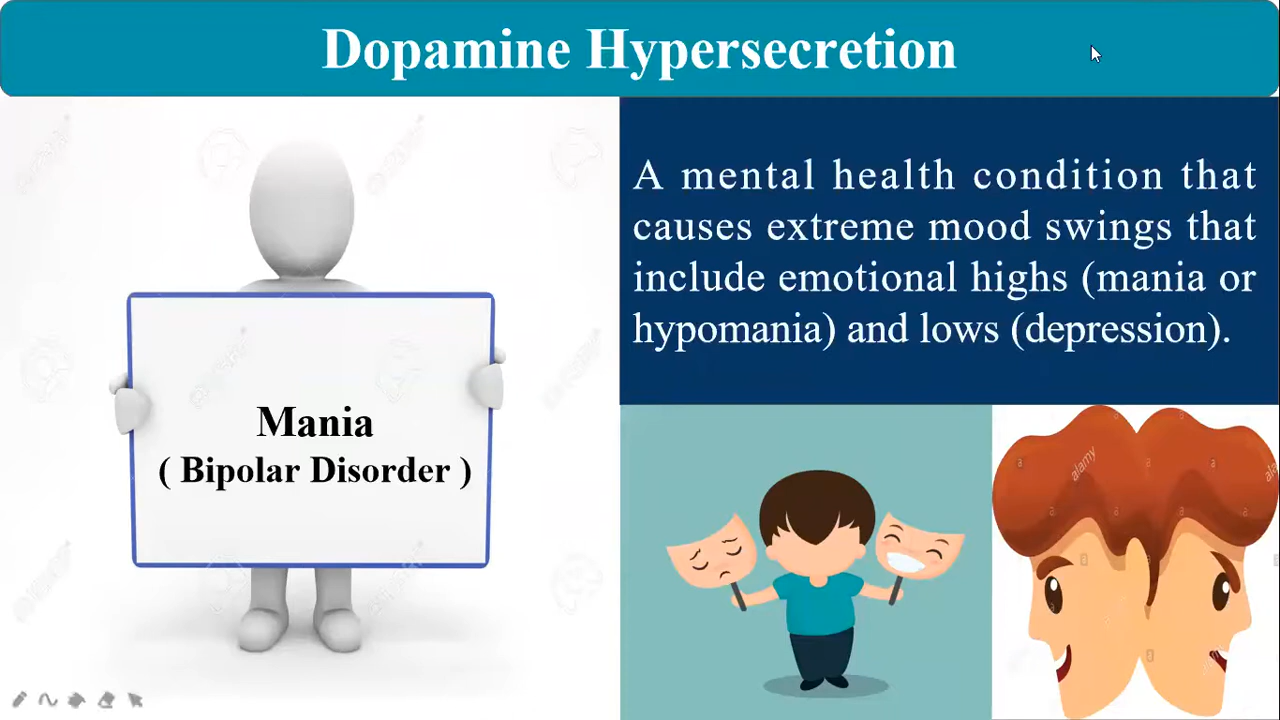 Dopamine Hypersecretion
A mental health condition that
causes extreme mood swings that
include emotional highs (mania or
hypomania) and lows (depression).
Mania
( Bipolar Disorder )
alamy
a
a
a
a
a